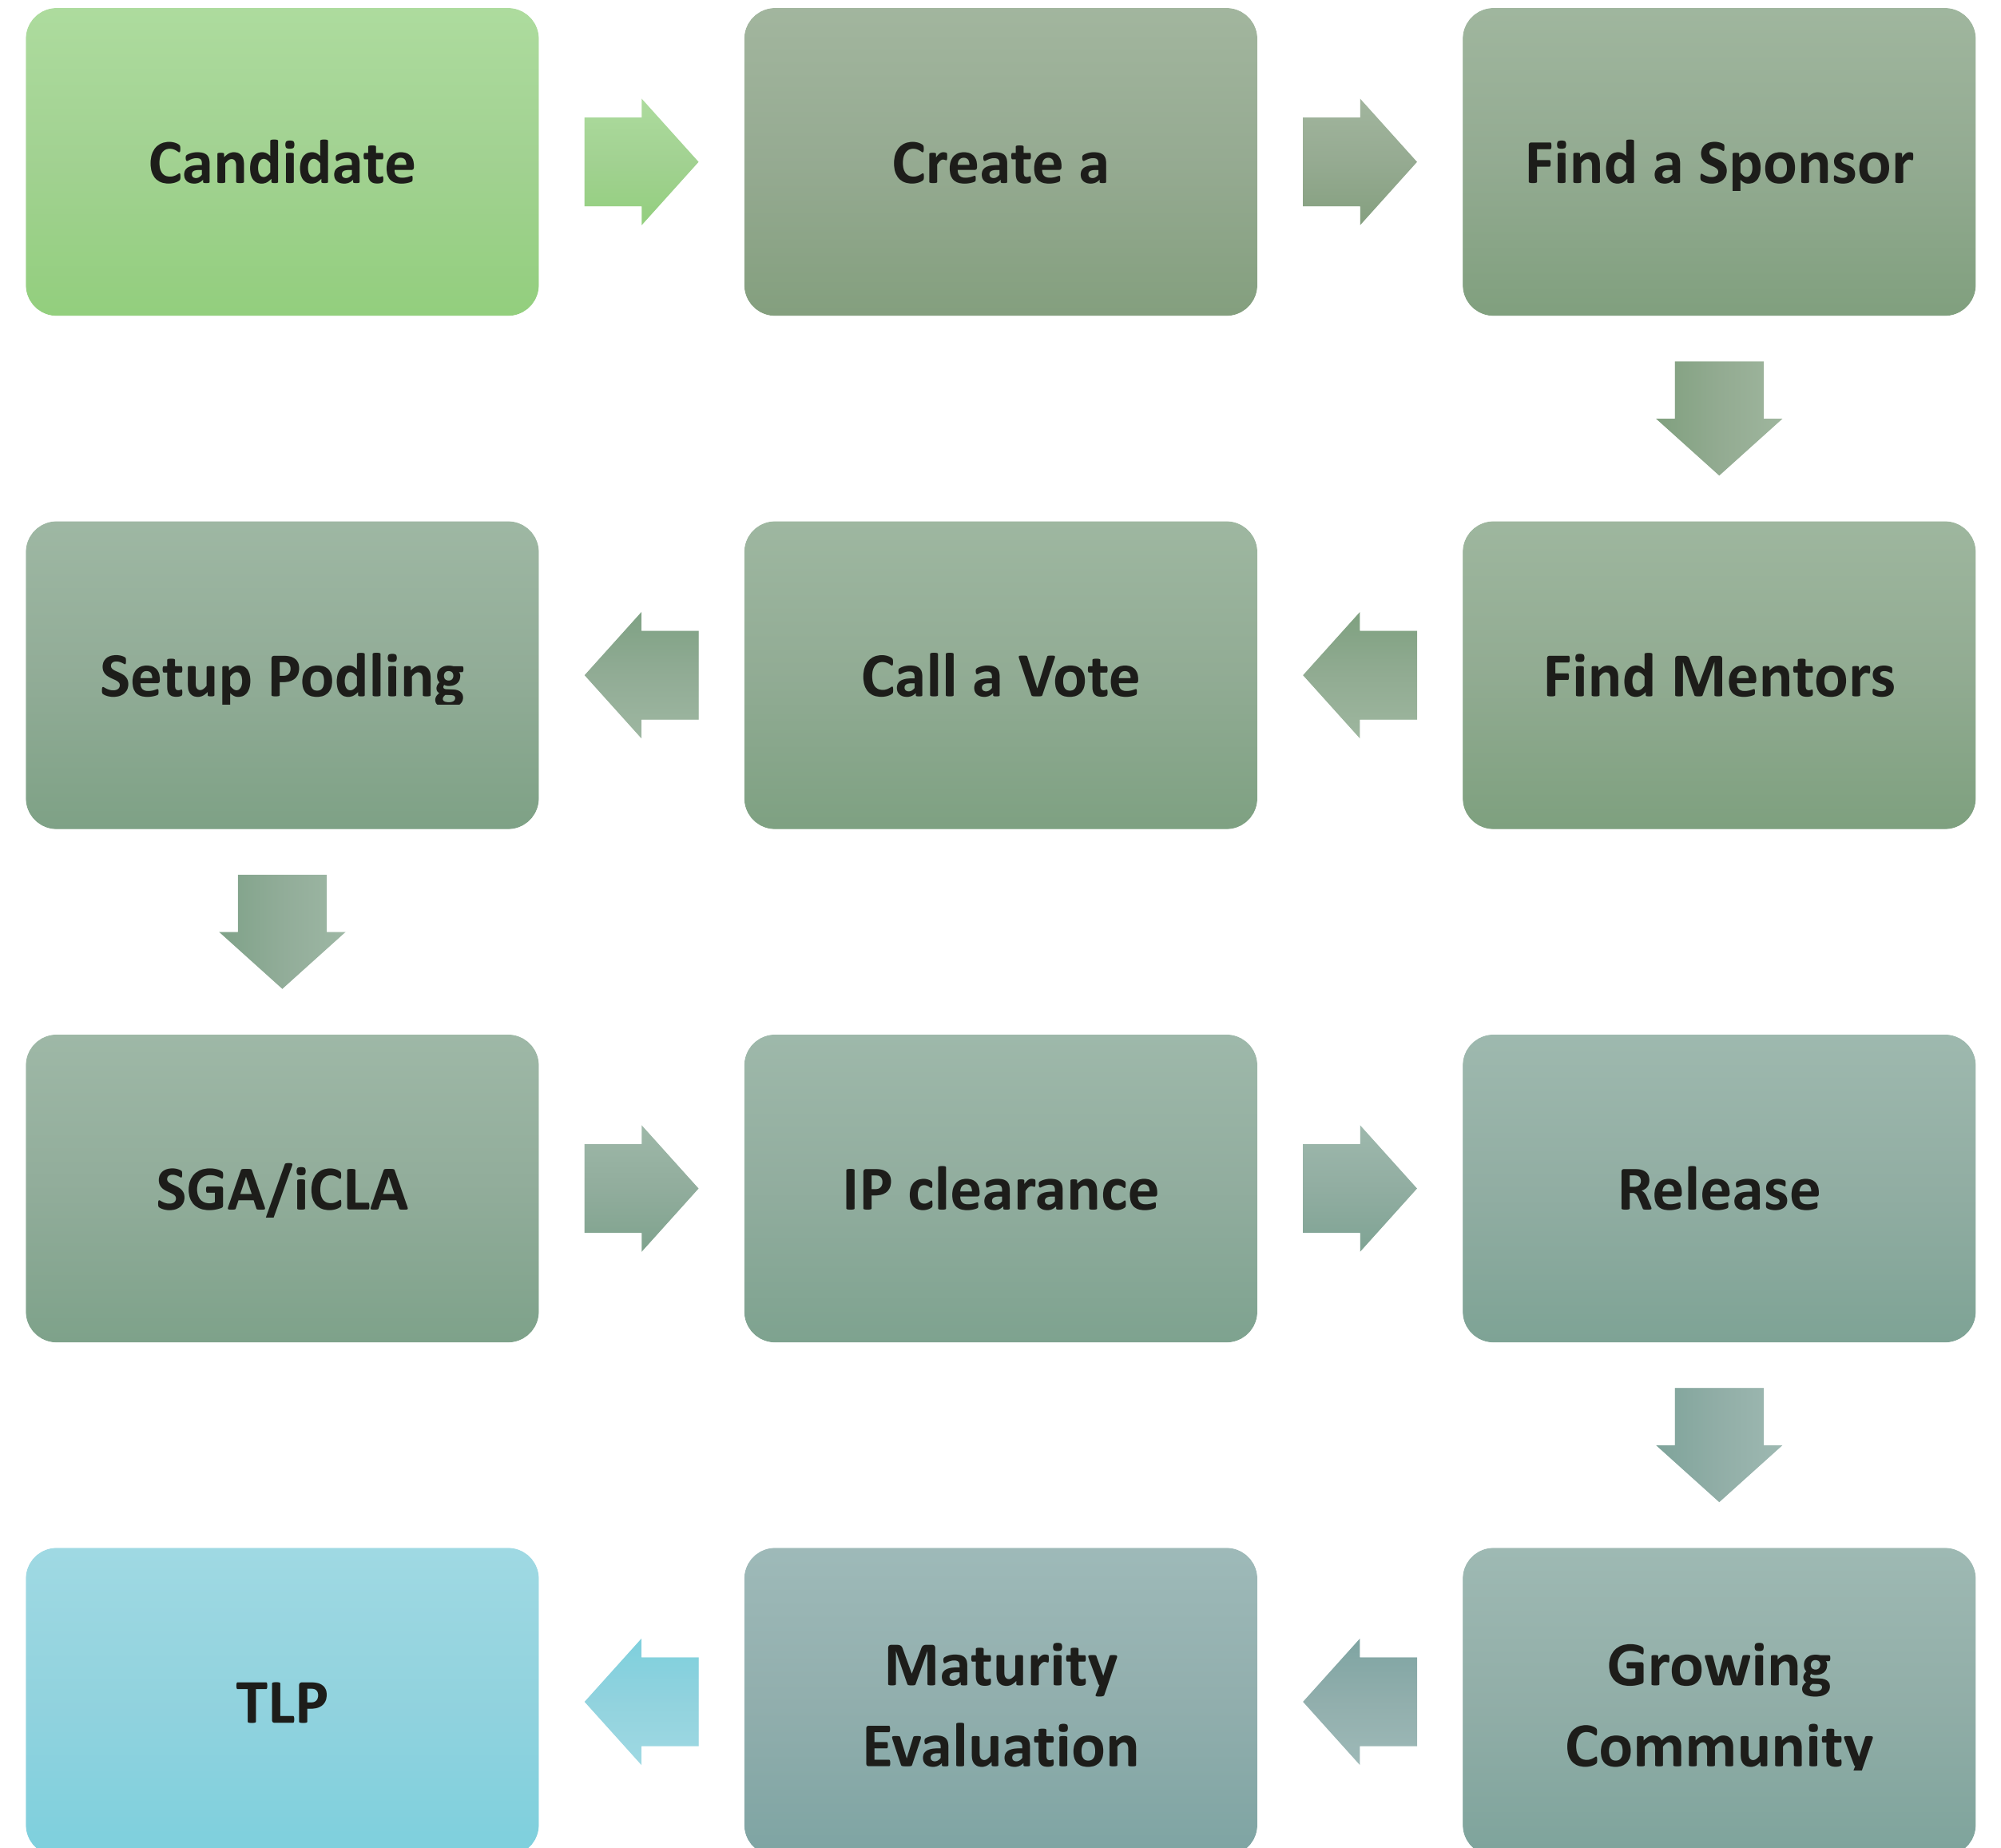 Candidate
Create a
Find a Sponsor
Find Mentors
Call a Vote
Setup Podling
SGA/iCLA
IP clearance
Release
Growing
Community
Maturity
Evaluation
TLP